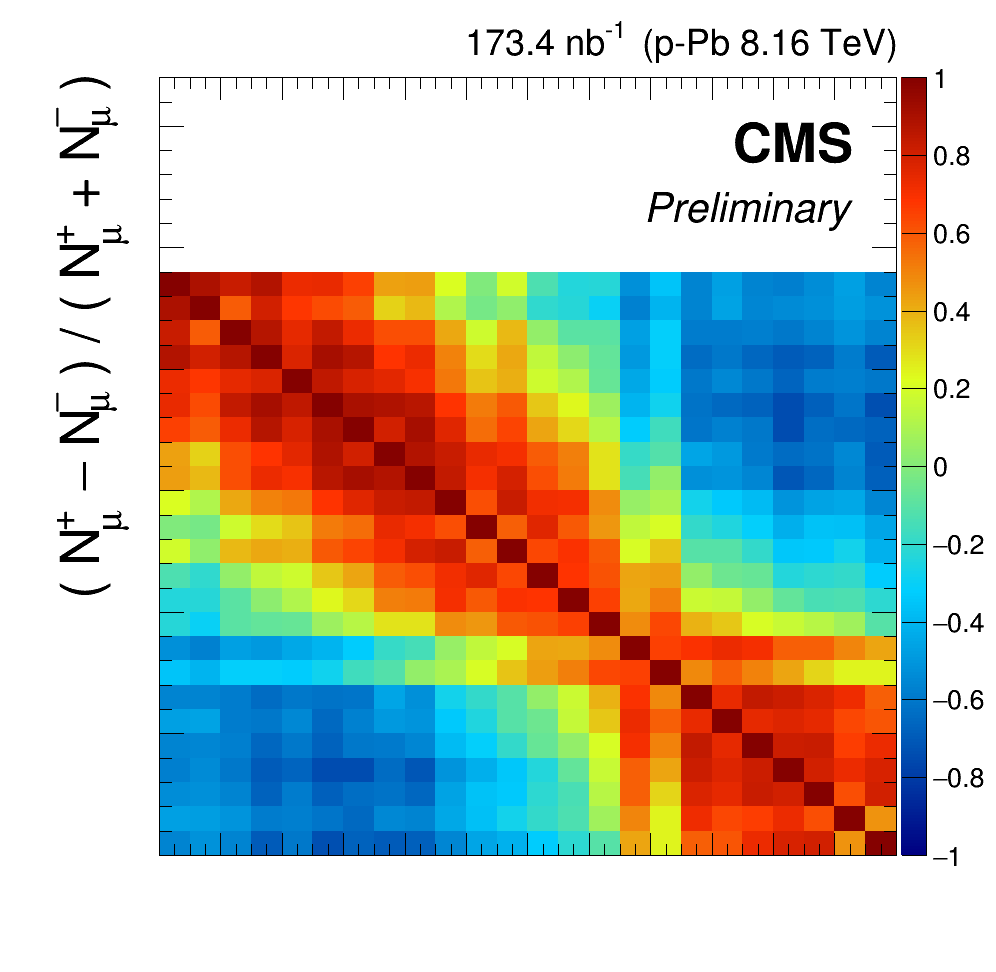 173.4 nb-1 (p-Pb 8.16 TeV)
CMS
Preliminary
( N+μ − N−μ ) / ( N+μ + N−μ )
1
0.8
0.6
0.4
0.2
0
−0.2
−0.4
−0.6
−0.8
−1